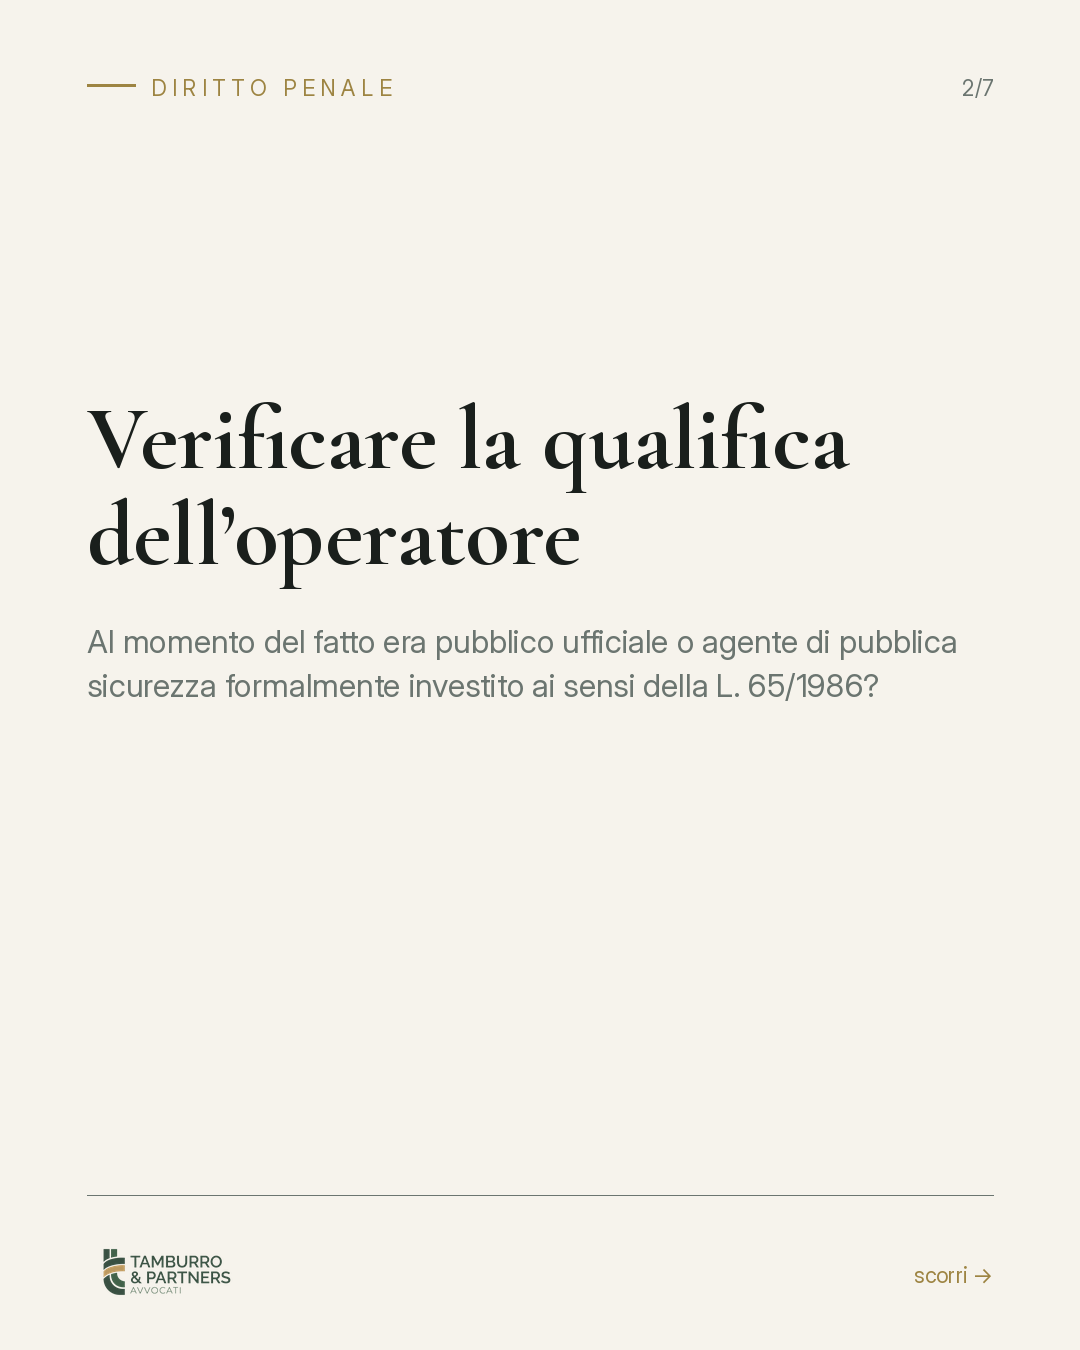 DIRITTO PENALE
2/7
Verificare la qualifica
dell’operatore
Al momento del fatto era pubblico ufficiale o agente di pubblica
sicurezza formalmente investito ai sensi della L. 65/1986?
TAMBURRO
& PARTNERS
AVVOCATI
scorri →